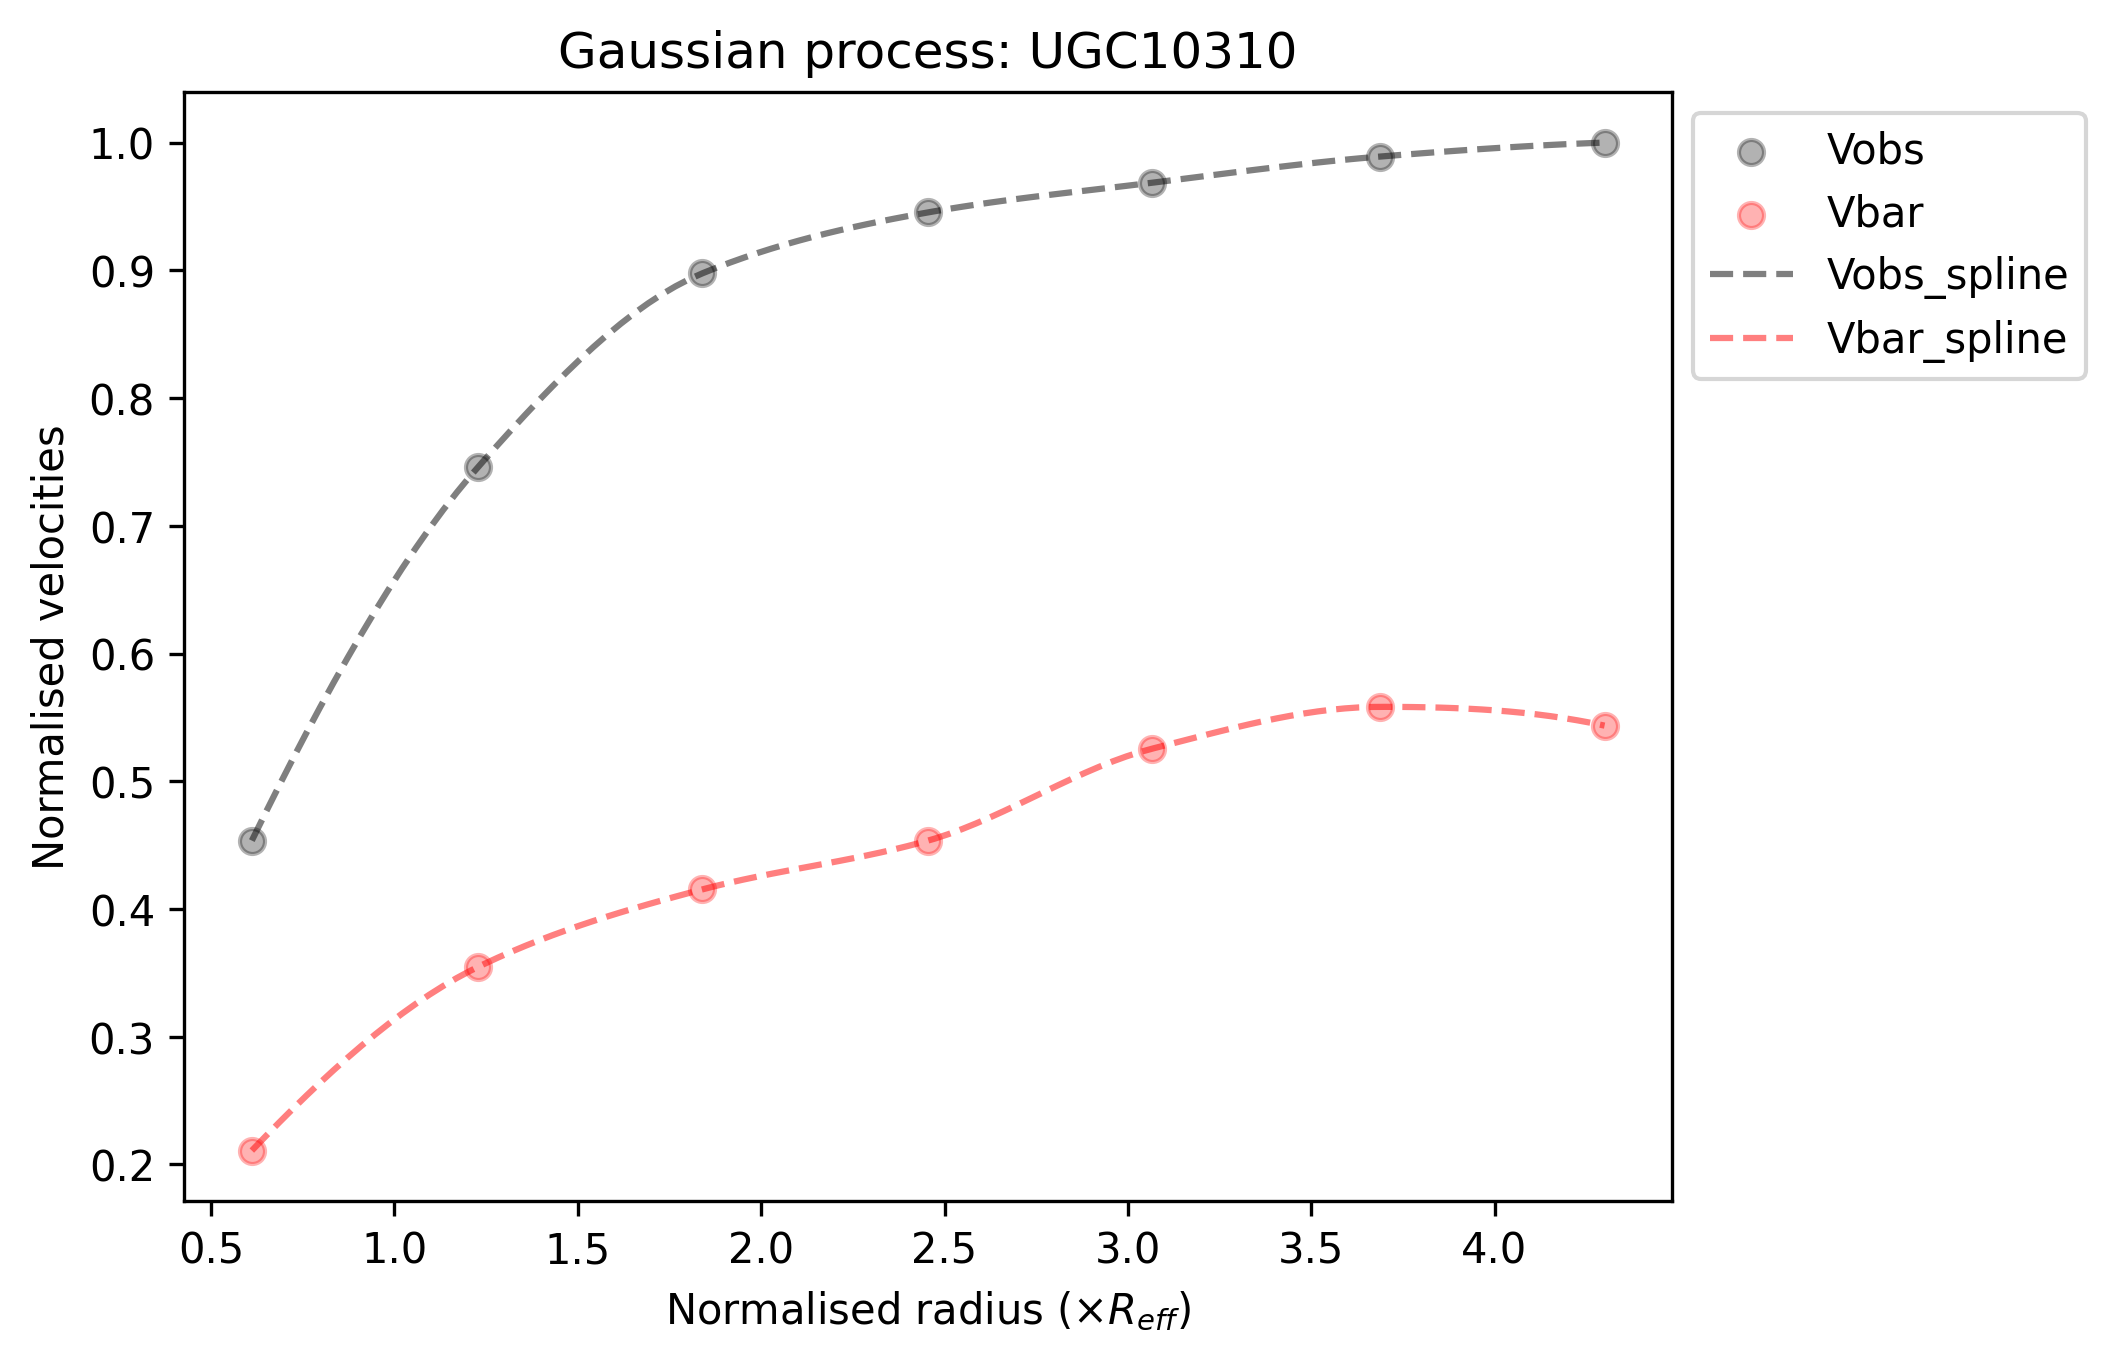 Gaussian process: UGC10310
Vobs
Vbar
Vobs_spline
Vbar_spline
Normalised velocities
1.0
0.9
0.8
0.7
0.6
0.5
0.4
0.3
0.2
0.5 1.0 1.5 2.0 2.5 3.0 3.5 4.0
Normalised radius (×R_eff)